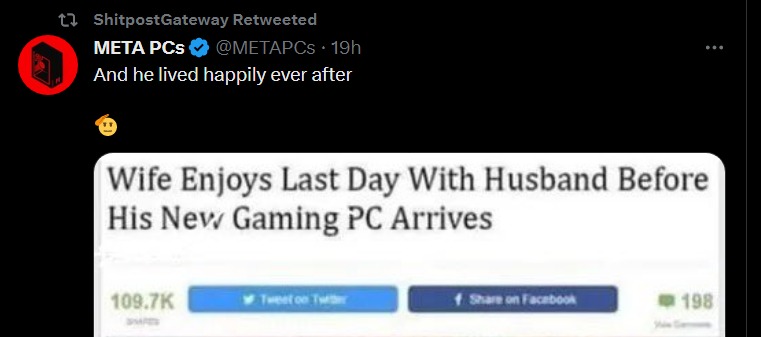 ShitpostGateway Retweeted
META PCs @METAPCs · 19h
And he lived happily ever after
Wife Enjoys Last Day With Husband Before
His New Gaming PC Arrives
109.7K
SHARES
Tweet on Twitter
Share on Facebook
198
View Comments